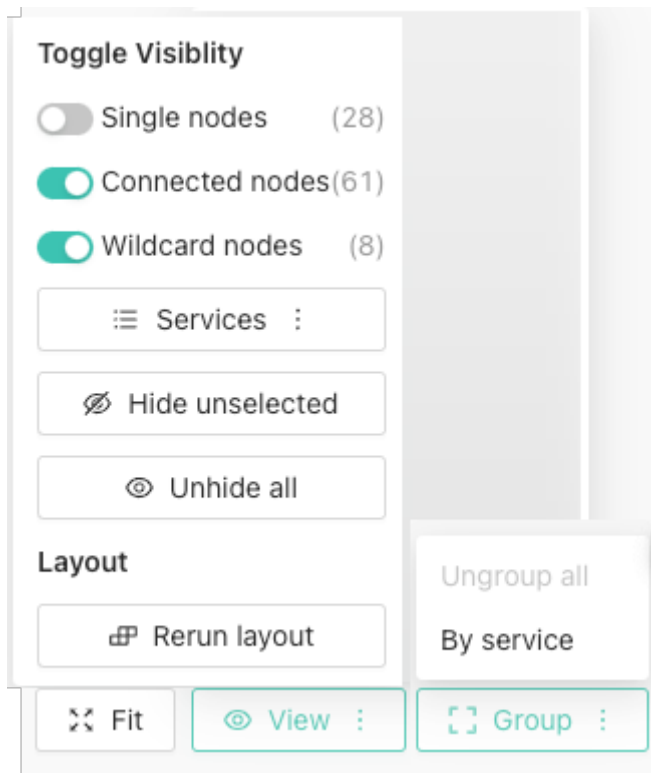 Toggle Visiblity
Single nodes (28)
Connected nodes(61)
Wildcard nodes (8)
Services
Hide unselected
Unhide all
Layout
Rerun layout
Ungroup all
By service
Fit
View
Group